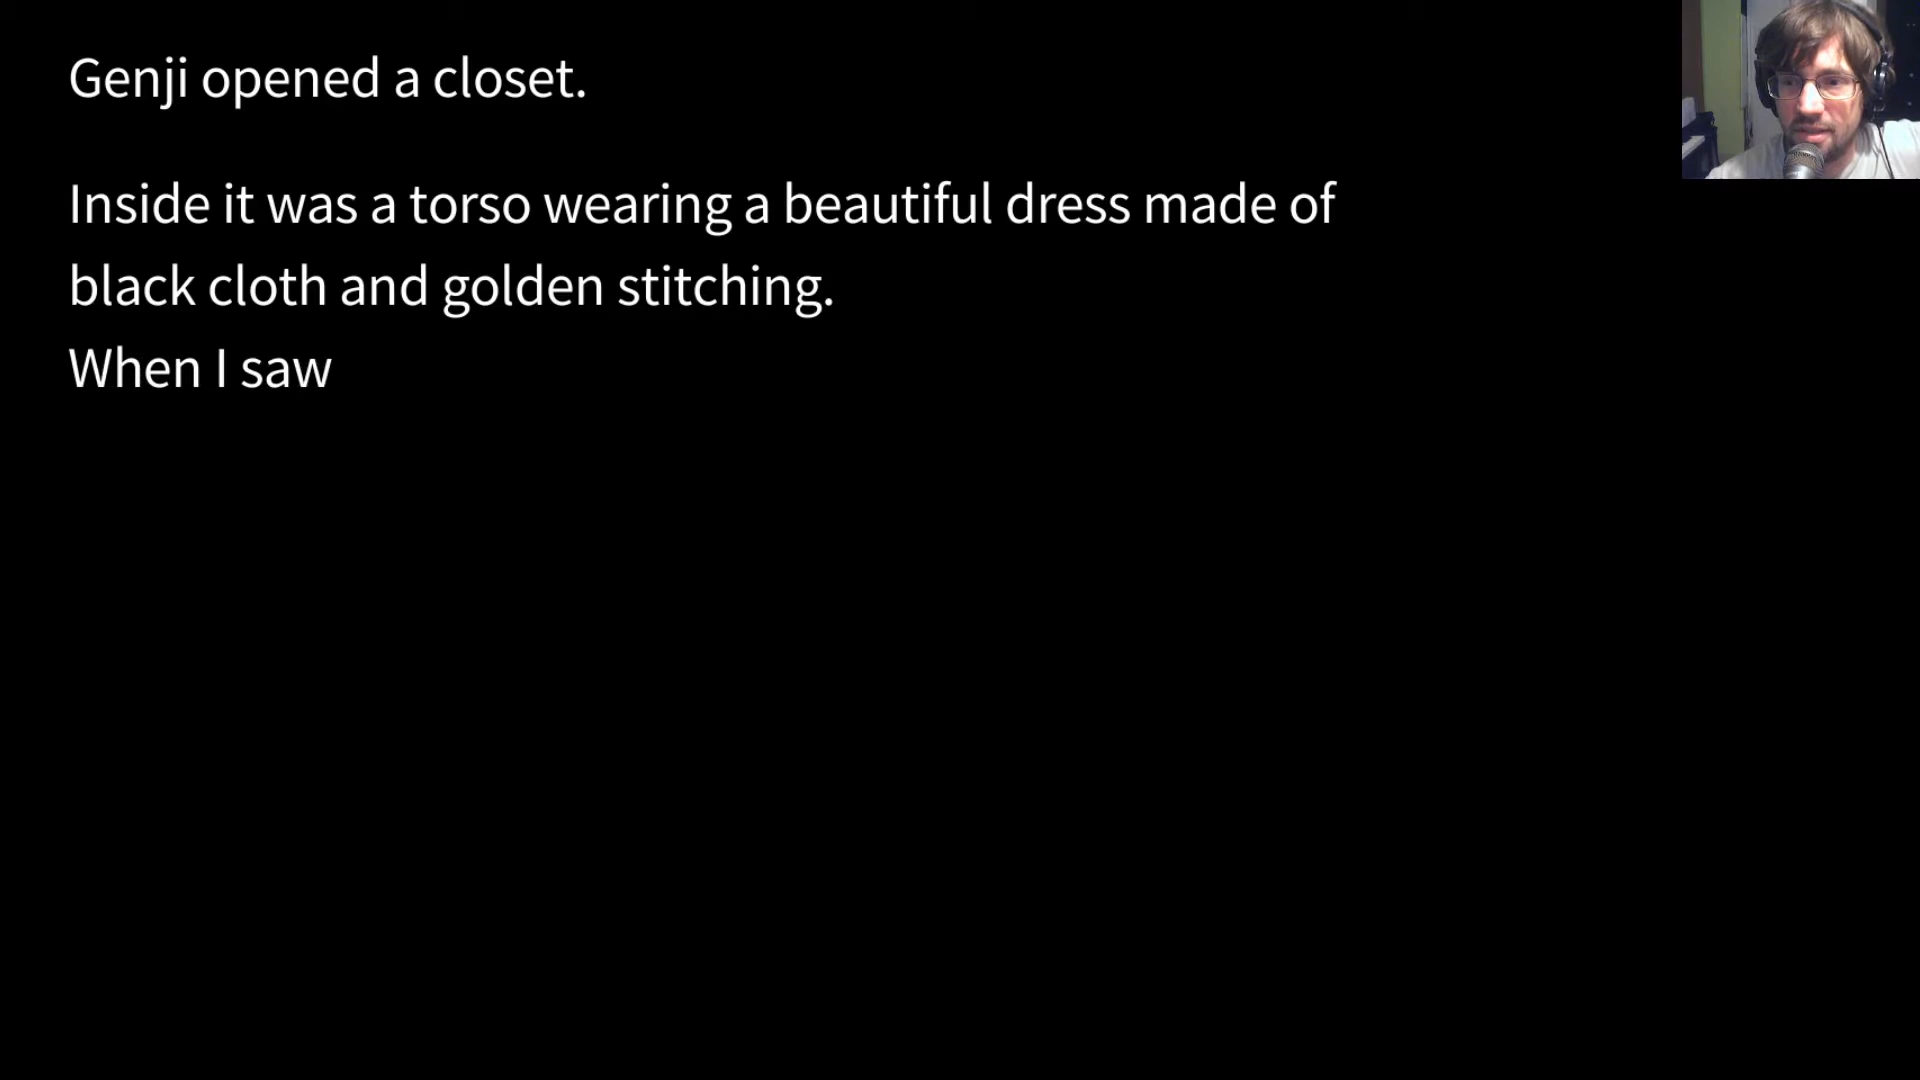 Genji opened a closet.
Inside it was a torso wearing a beautiful dress made of
black cloth and golden stitching.
When I saw